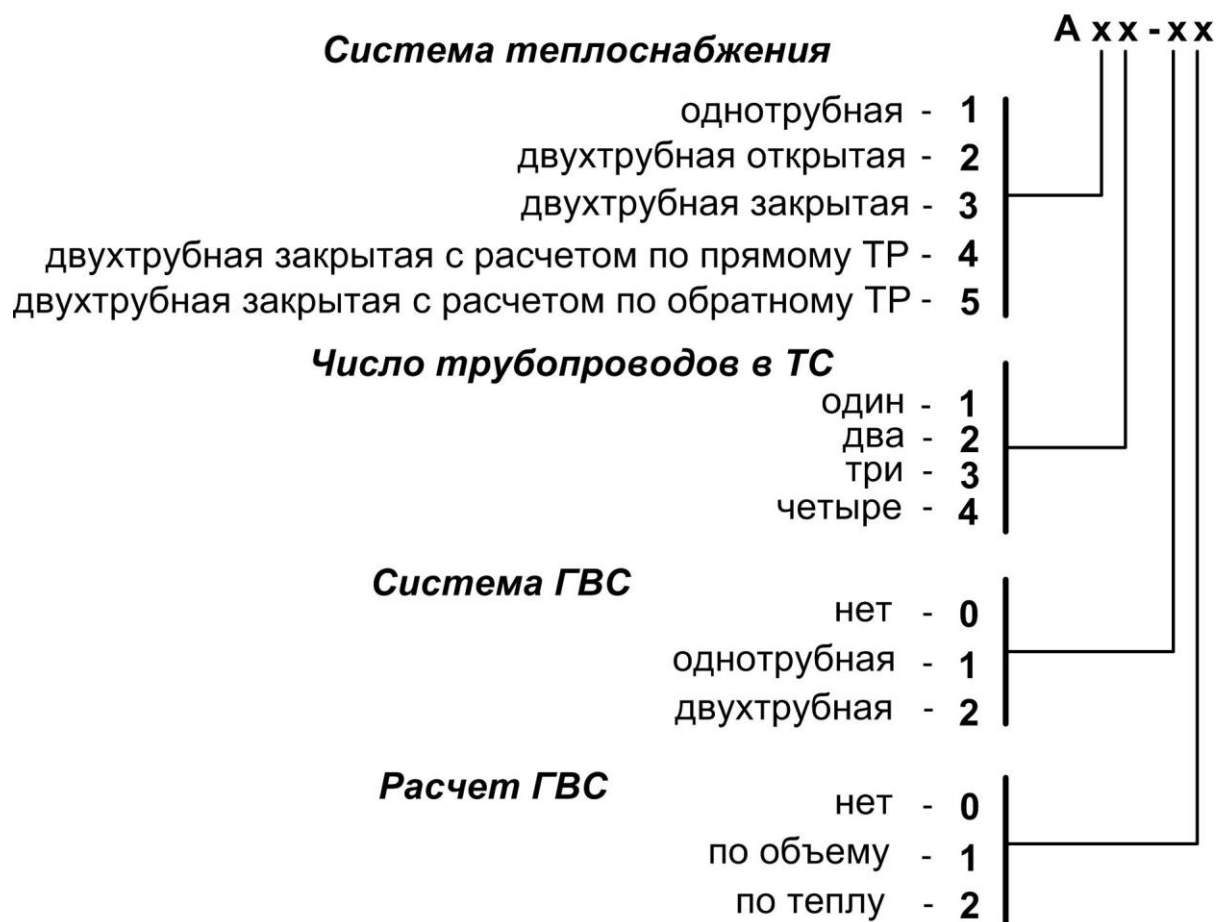 А х х - х х
Система теплоснабжения
однотрубная - 1
двухтрубная открытая - 2
двухтрубная закрытая - 3
двухтрубная закрытая с расчетом по прямому ТР - 4
двухтрубная закрытая с расчетом по обратному ТР - 5
Число трубопроводов в ТС
один - 1
два - 2
три - 3
четыре - 4
Система ГВС
нет - 0
однотрубная - 1
двухтрубная - 2
Расчет ГВС
нет - 0
по объему - 1
по теплу - 2